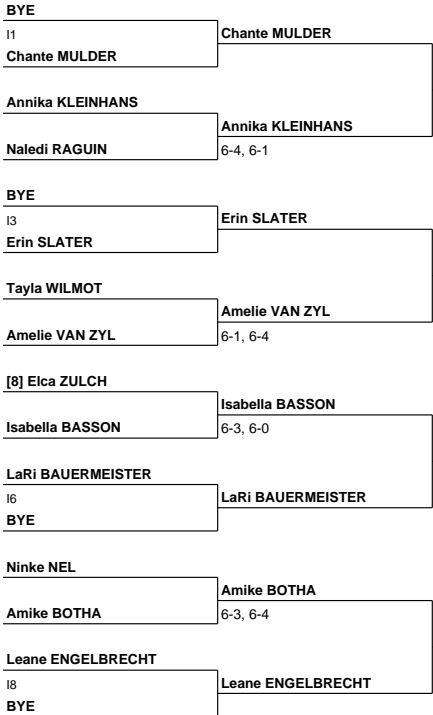 BYE
I1
Chante MULDER
Chante MULDER
Annika KLEINHANS
Annika KLEINHANS
Naledi RAGUIN
6-4, 6-1
BYE
I3
Erin SLATER
Erin SLATER
Tayla WILMOT
Amelie VAN ZYL
Amelie VAN ZYL
6-1, 6-4
[8] Elca ZULCH
Isabella BASSON
Isabella BASSON
6-3, 6-0
LaRi BAUERMEISTER
I6
LaRi BAUERMEISTER
BYE
Ninke NEL
Amike BOTHA
Amike BOTHA
6-3, 6-4
Leane ENGELBRECHT
I8
Leane ENGELBRECHT
BYE